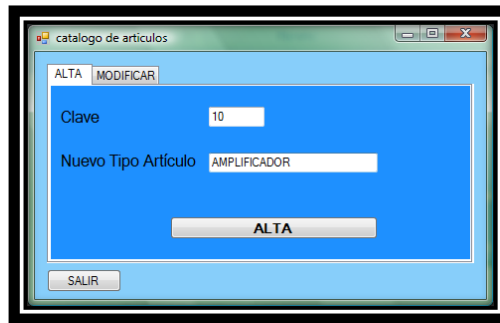 catalogo de articulos
ALTA MODIFICAR
Clave 10
Nuevo Tipo Artículo AMPLIFICADOR
ALTA
SALIR